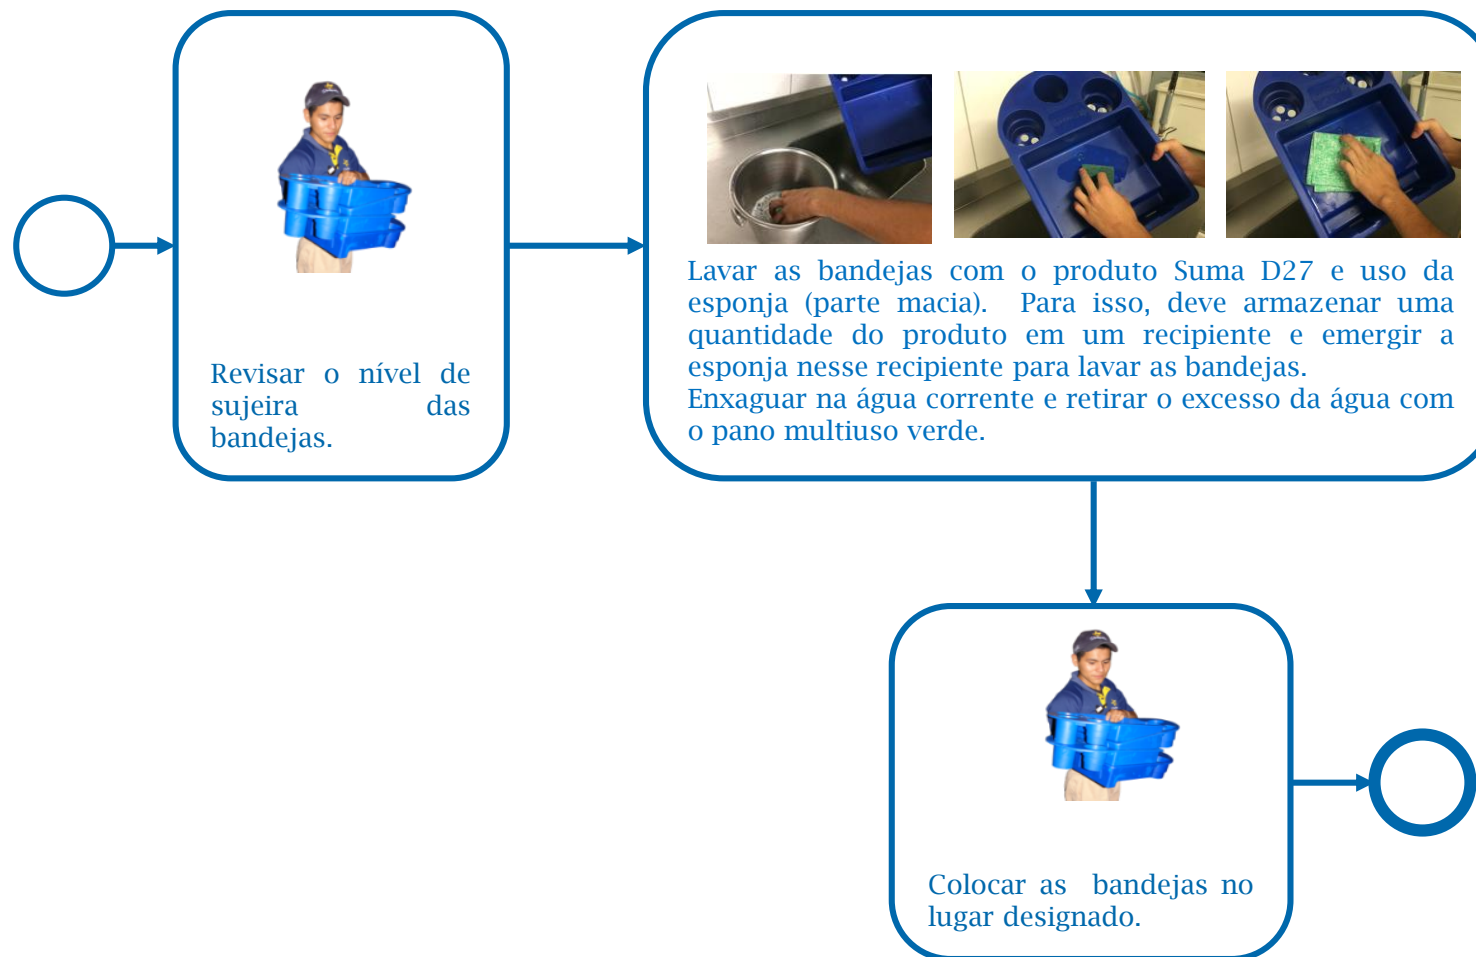 Lavar as bandejas com o produto Suma D27 e uso da
esponja (parte macia). Para isso, deve armazenar uma
quantidade do produto em um recipiente e emergir a
esponja nesse recipiente para lavar as bandejas.
Enxaguar na água corrente e retirar o excesso da água com
o pano multiuso verde.
Revisar o nível de
sujeira das
bandejas.
Colocar as bandejas no
lugar designado.